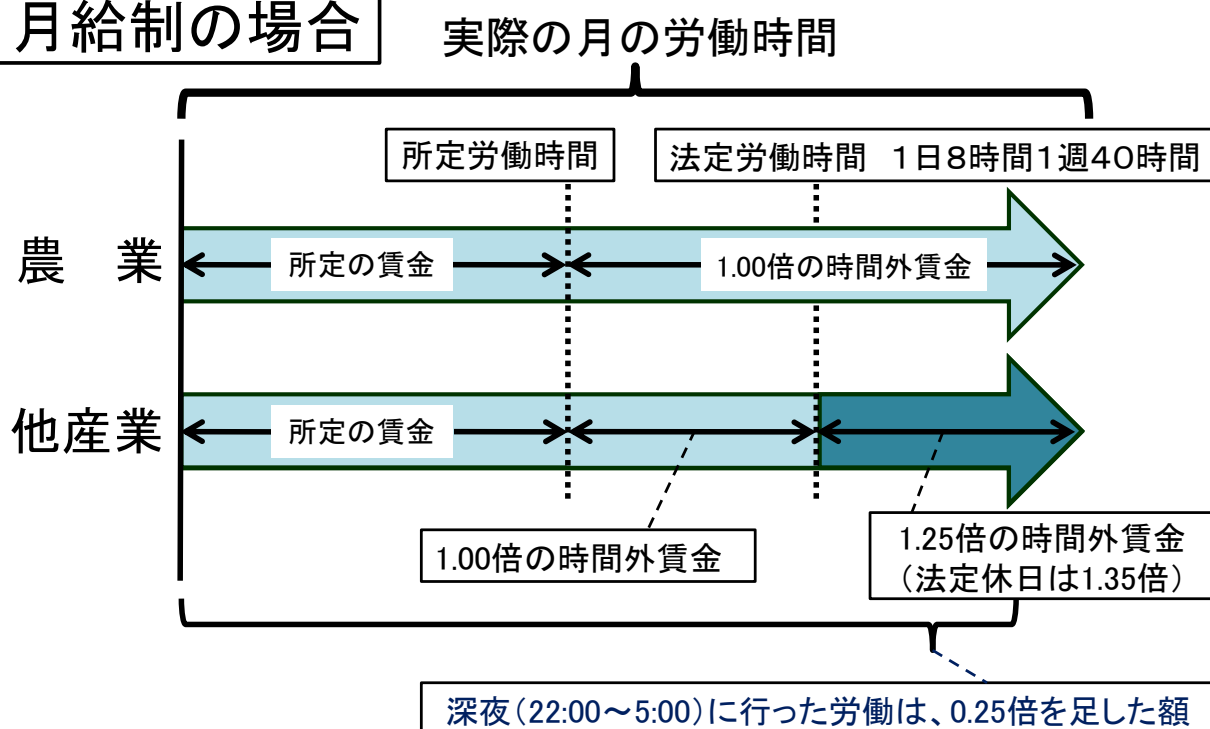 月給制の場合
実際の月の労働時間
所定労働時間
法定労働時間　1日8時間1週40時間
農　業
所定の賃金
1.00倍の時間外賃金
他産業
所定の賃金
1.00倍の時間外賃金
1.25倍の時間外賃金
（法定休日は1.35倍）
深夜（22:00～5:00）に行った労働は、0.25倍を足した額